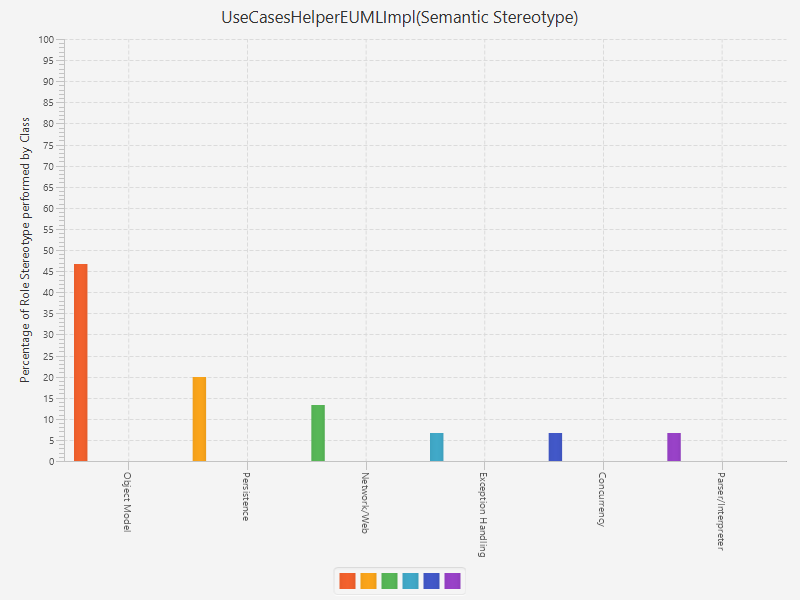 UseCasesHelperEUMLImpl(Semantic Stereotype)
Percentage of Role Stereotype performed by Class
100
95
90
85
80
75
70
65
60
55
50
45
40
35
30
25
20
15
10
5
0
Object Model
Persistence
Network/Web
Exception Handling
Concurrency
Parser/Interpreter